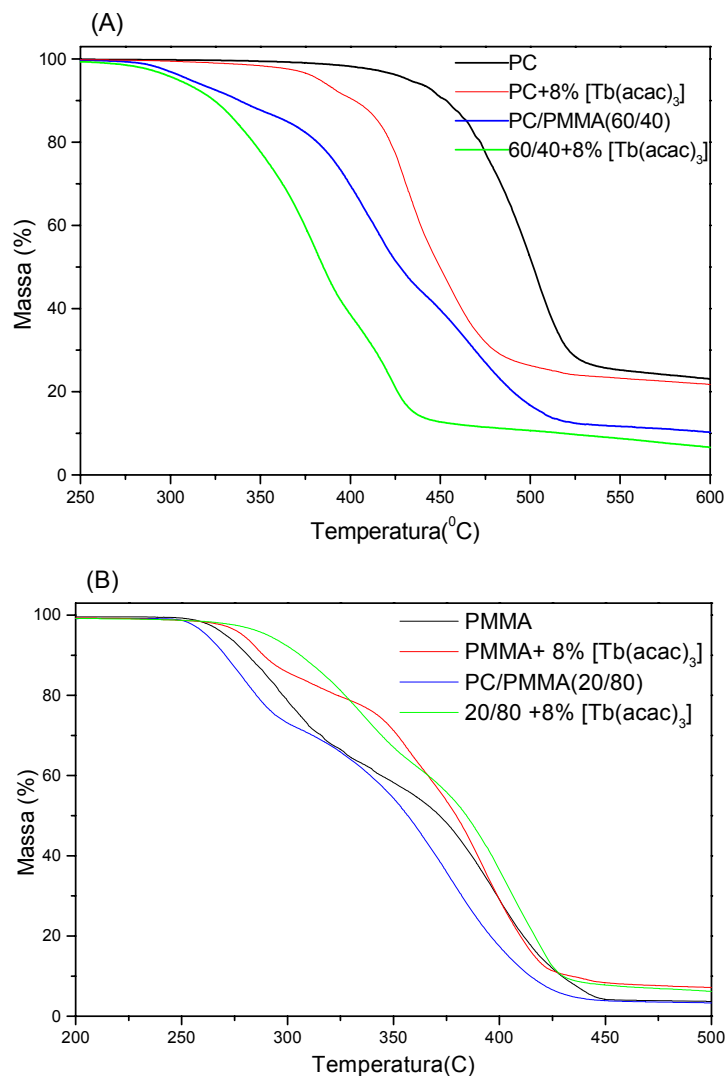 (A)
100
80
60
40
20
0
Massa (%)
PC
PC+8% [Tb(acac)₃]
PC/PMMA(60/40)
60/40+8% [Tb(acac)₃]
250 300 350 400 450 500 550 600
Temperatura(⁰C)
(B)
100
80
60
40
20
0
Massa (%)
PMMA
PMMA+ 8% [Tb(acac)₃]
PC/PMMA(20/80)
20/80 +8% [Tb(acac)₃]
200 250 300 350 400 450 500
Temperatura(C)